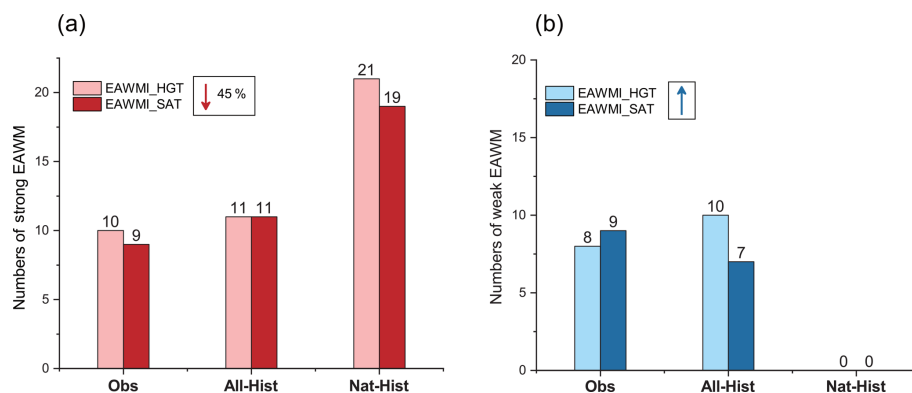 (a)
Numbers of strong EAWM
EAWMI_HGT
EAWMI_SAT
45 %
20
15
10
5
0
10
9
11
11
21
19
Obs
All-Hist
Nat-Hist
(b)
Numbers of weak EAWM
EAWMI_HGT
EAWMI_SAT
20
15
10
5
0
8
9
10
7
0
0
Obs
All-Hist
Nat-Hist